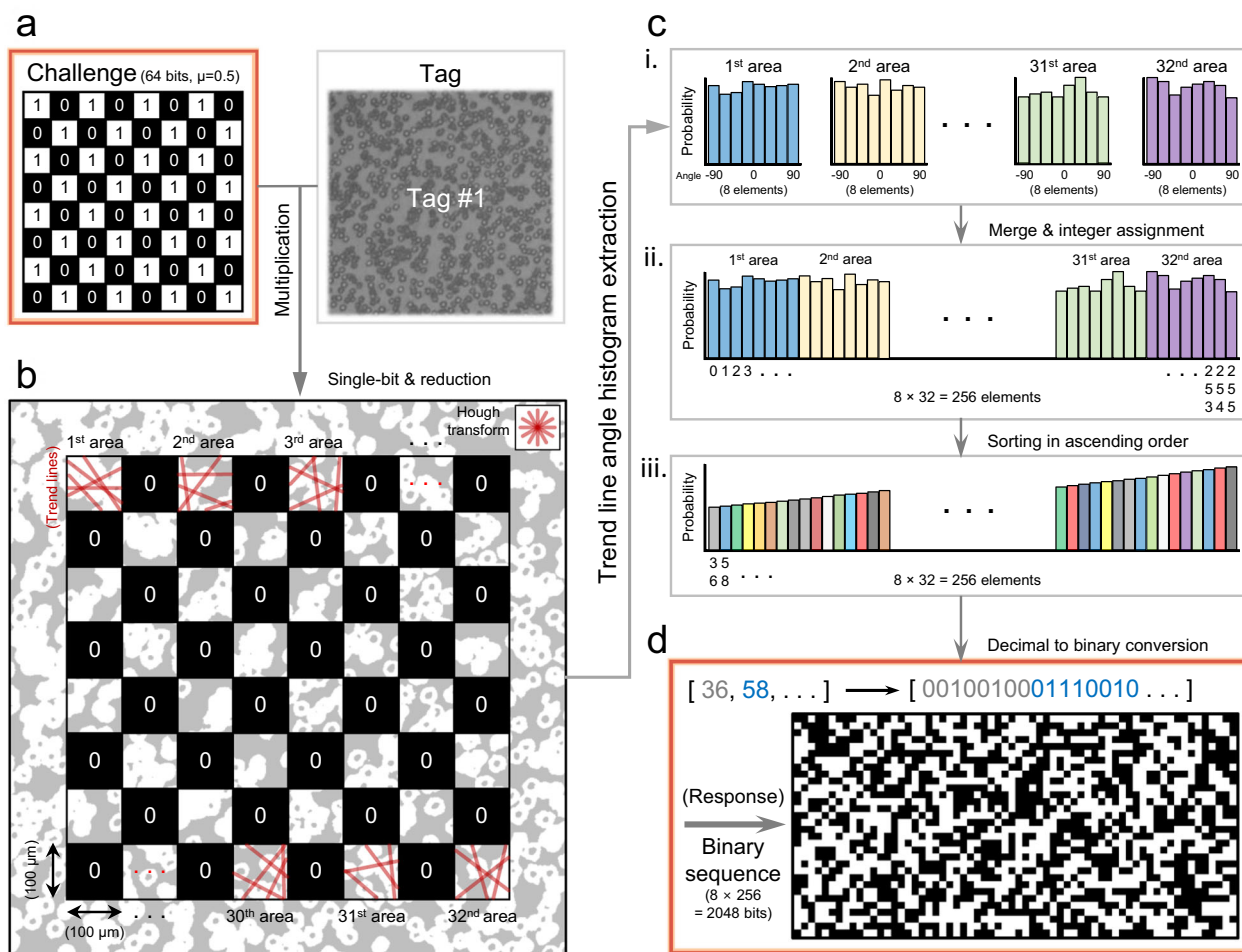 a
Challenge (64 bits, µ=0.5)
1 0 1 0 1 0 1 0
0 1 0 1 0 1 0 1
1 0 1 0 1 0 1 0
0 1 0 1 0 1 0 1
1 0 1 0 1 0 1 0
0 1 0 1 0 1 0 1
1 0 1 0 1 0 1 0
0 1 0 1 0 1 0 1
Tag
Tag #1
Multiplication
Single-bit & reduction
b
Hough
transform
1st area 2nd area 3rd area . . .
(Trend lines)
0 0 0 . . . 0
0 0 0 0
0 0 0 0
0 0 0 0
0 0 0 0
0 0 0 0
0 0 0 0
0 . . . 0 0 0
(100 µm)
(100 µm)
. . . 30th area 31st area 32nd area
Trend line angle histogram extraction
c
i.
1st area 2nd area 31st area 32nd area
Probability
. . .
Angle -90 0 90 -90 0 90 -90 0 90 -90 0 90
(8 elements) (8 elements) (8 elements) (8 elements)
Merge & integer assignment
ii.
1st area 2nd area 31st area 32nd area
Probability
. . .
0 1 2 3 . . . . . . 2 2 2
5 5 5
3 4 5
8 × 32 = 256 elements
Sorting in ascending order
iii.
Probability
. . .
3 5
6 8 . . .
8 × 32 = 256 elements
Decimal to binary conversion
d
[ 36, 58, . . . ] [ 0010010001110010 . . . ]
(Response)
Binary
sequence
(8 × 256
= 2048 bits)